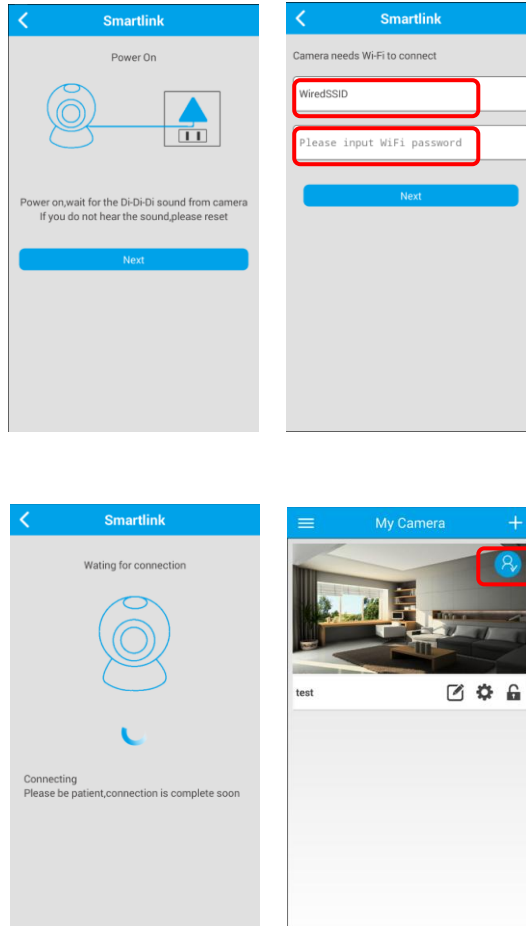 Smartlink
Power On
Power on,wait for the Di-Di-Di sound from camera
If you do not hear the sound,please reset
Next
Smartlink
Camera needs Wi-Fi to connect
WiredSSID
Please input WiFi password
Next
Smartlink
Wating for connection
Connecting
Please be patient,connection is complete soon
My Camera
test